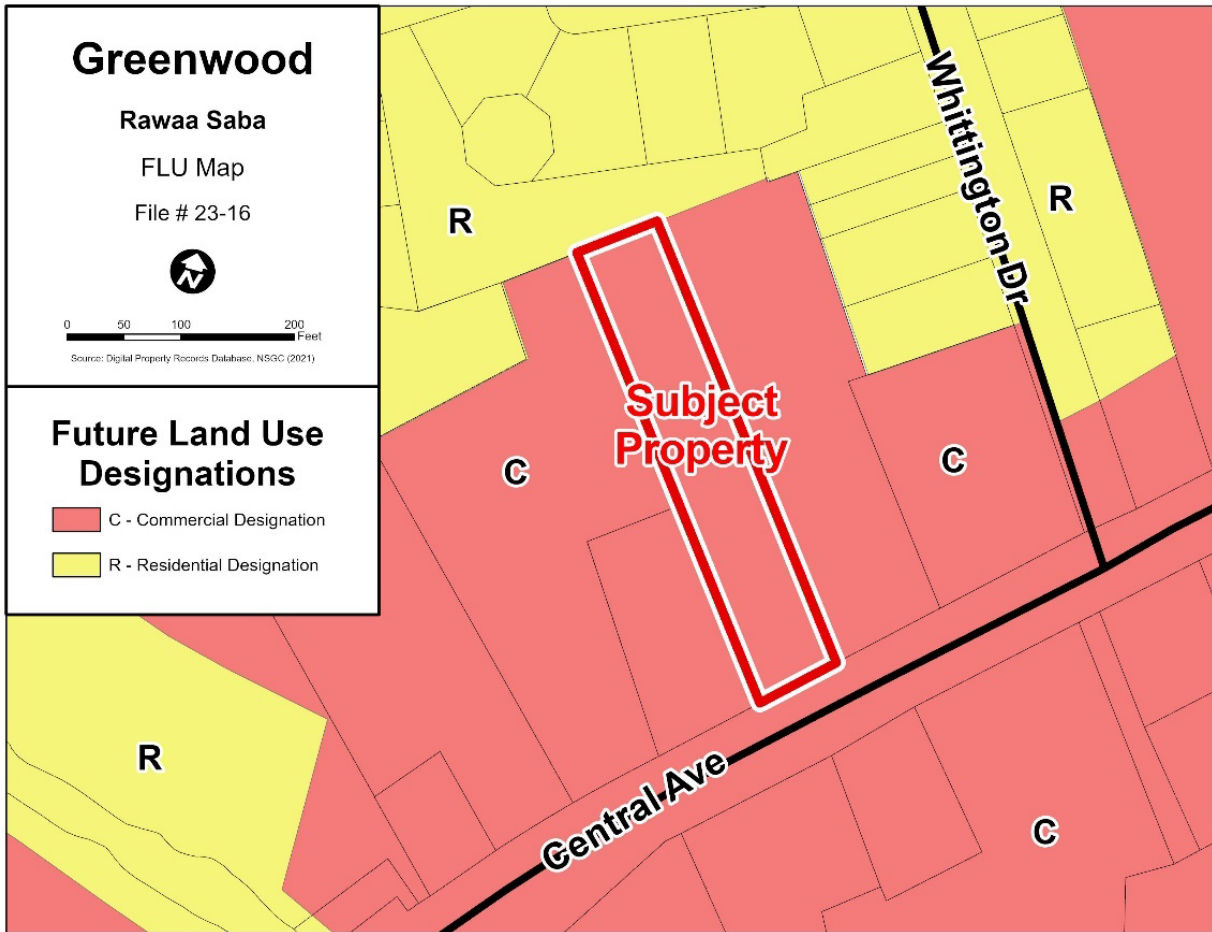 Greenwood
Rawaa Saba
FLU Map
File # 23-16
N
0 50 100 200
Feet
Source: Digital Property Records Database, NSGC (2021)
Future Land Use
Designations
C - Commercial Designation
R - Residential Designation
R
Whittington Dr
R
Subject
Property
C
C
R
Central Ave
C